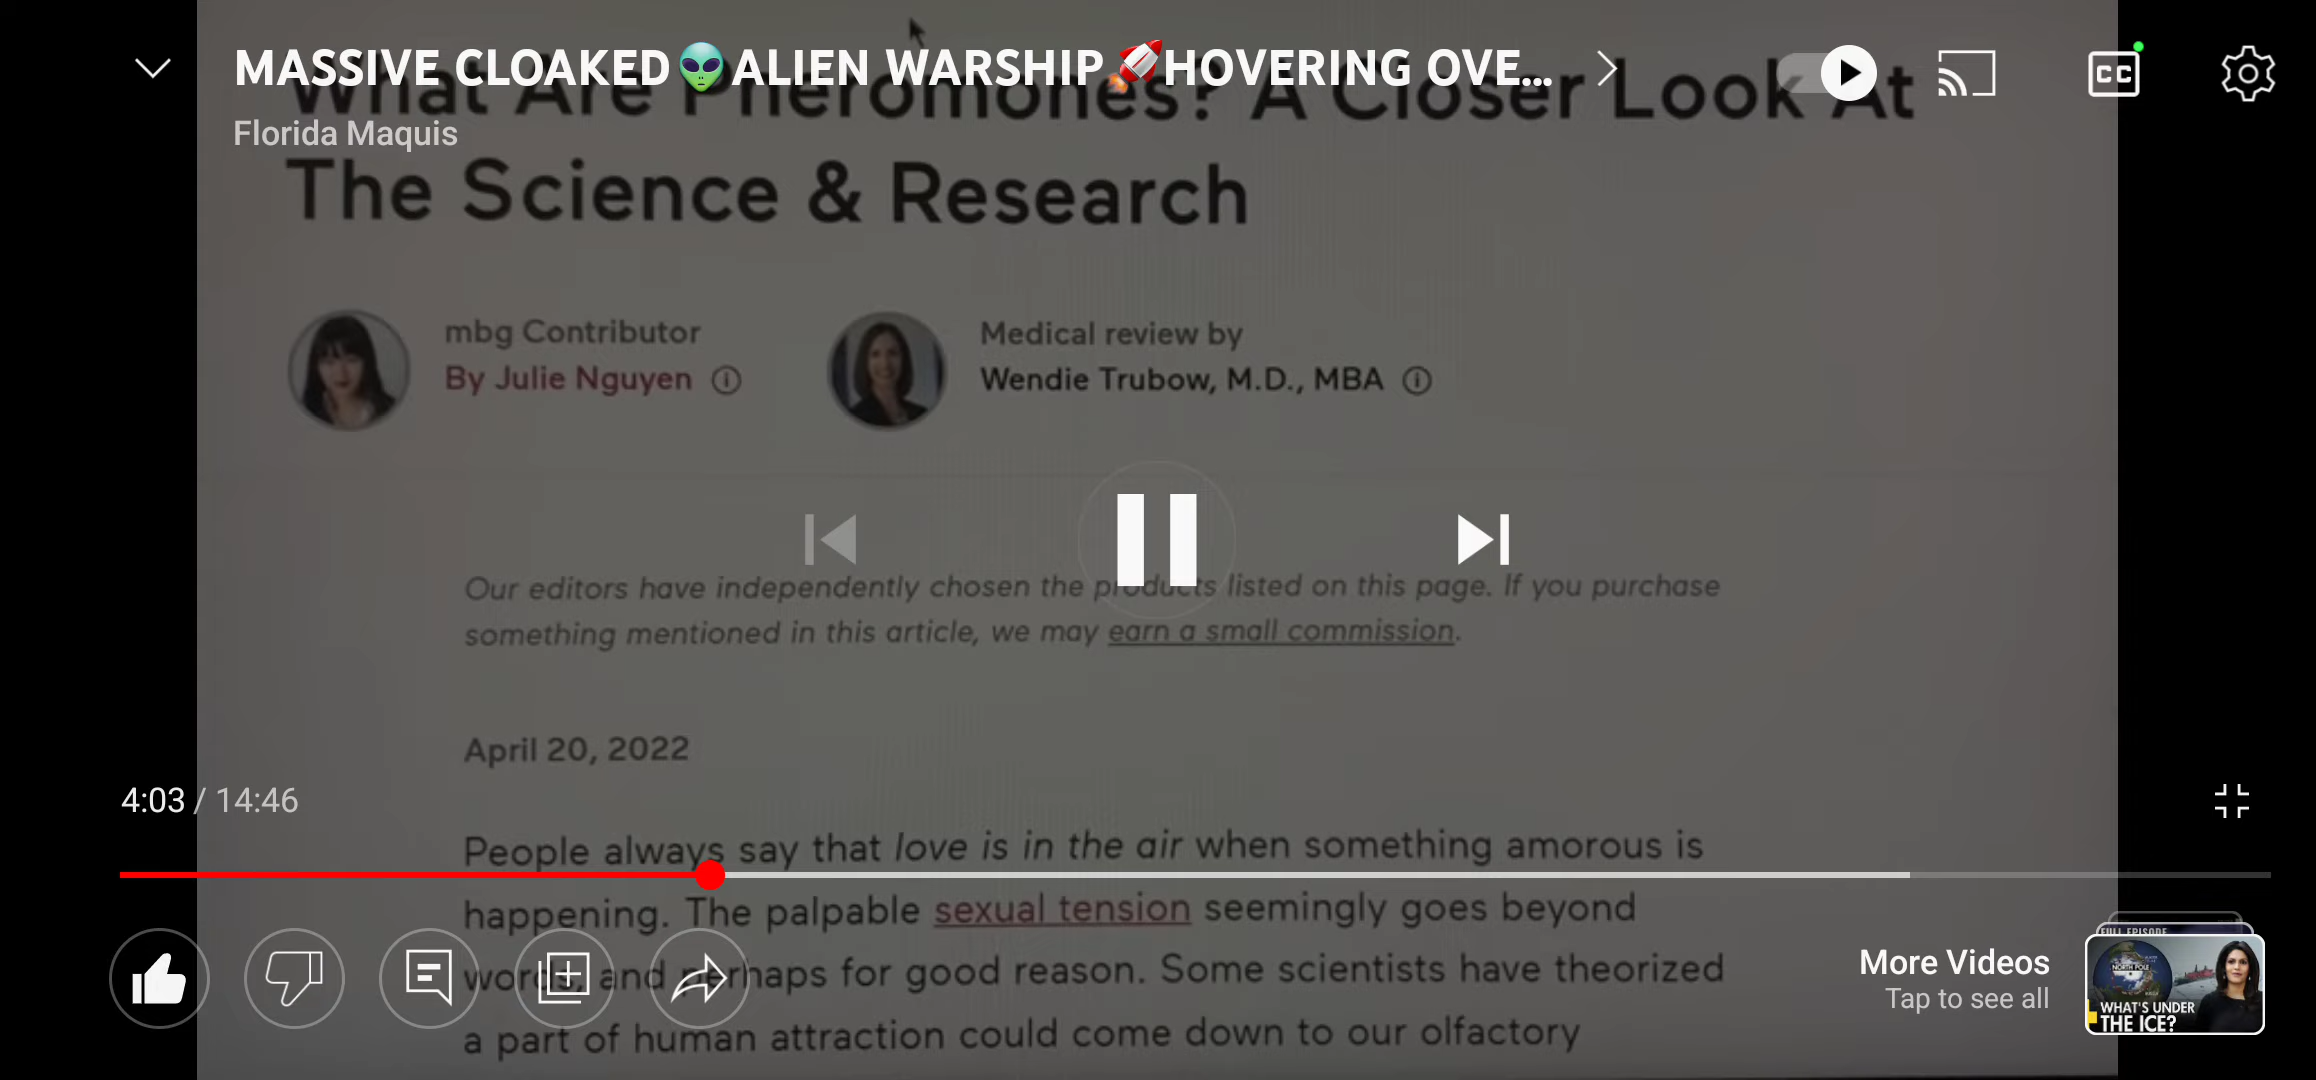 MASSIVE CLOAKED👽ALIEN WARSHIP🚀HOVERING OVE...
What Are Pheromones? A Closer Look At
Florida Maquis
CC
The Science & Research
mbg Contributor
By Julie Nguyen
Medical review by
Wendie Trubow, M.D., MBA
Our editors have independently chosen the products listed on this page. If you purchase
something mentioned in this article, we may earn a small commission.
April 20, 2022
4:03 / 14:46
People always say that love is in the air when something amorous is
happening. The palpable sexual tension seemingly goes beyond
words, and perhaps for good reason. Some scientists have theorized
a part of human attraction could come down to our olfactory
More Videos
Tap to see all
FULL EPISODE
NORTH POLE
WHAT'S UNDER
THE ICE?